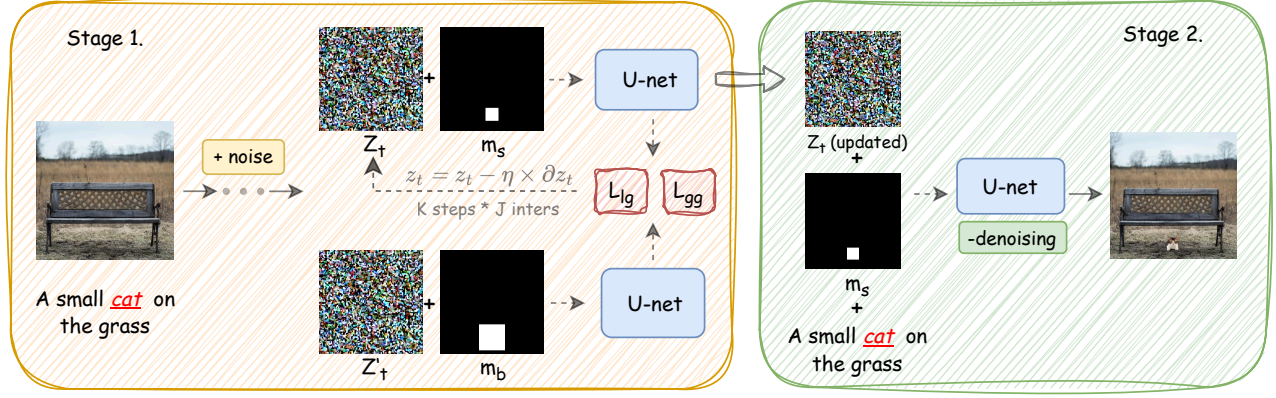 Stage 1.
+ noise
A small cat on
the grass
Z_t
+
m_s
U-net
z_t = z_t − η × ∂z_t
K steps * J inters
L_lg
L_gg
Z'_t
+
m_b
U-net
Stage 2.
Z_t (updated)
+
m_s
+
A small cat on
the grass
U-net
-denoising